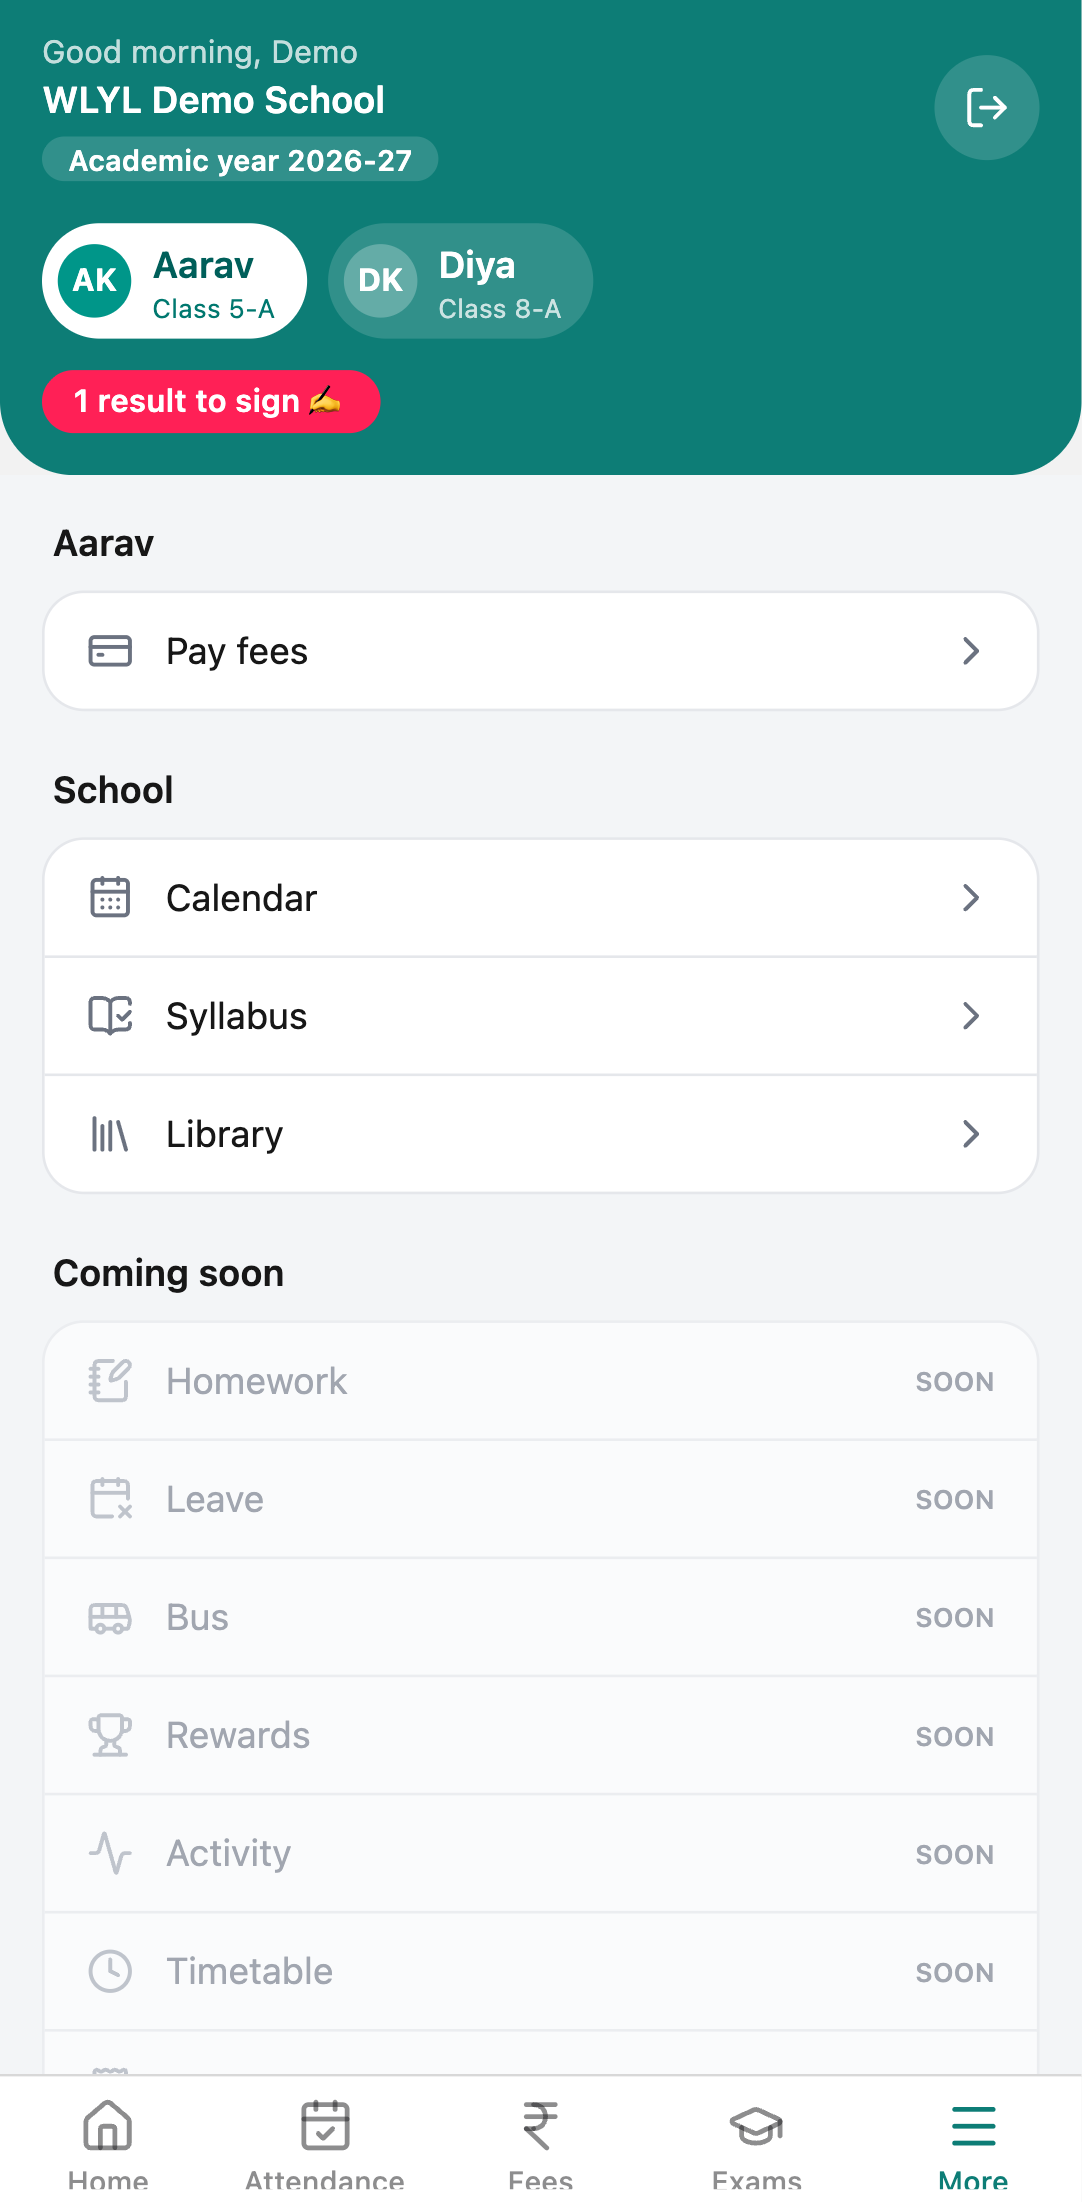 Good morning, Demo
WLYL Demo School
Academic year 2026-27
AK
Aarav
Class 5-A
DK
Diya
Class 8-A
1 result to sign ✍️
Aarav
Pay fees
School
Calendar
Syllabus
Library
Coming soon
Homework SOON
Leave SOON
Bus SOON
Rewards SOON
Activity SOON
Timetable SOON
Home Attendance Fees Exams More